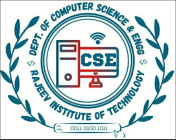 DEPT. OF COMPUTER SCIENCE & ENGG
CSE
RAJEEV INSTITUTE OF TECHNOLOGY